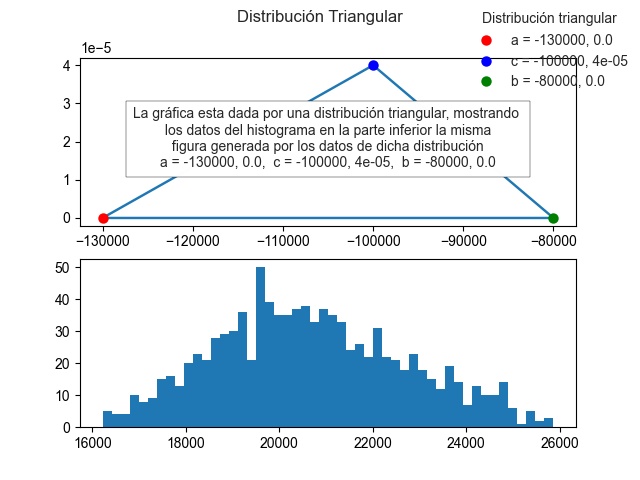 Distribución Triangular
Distribución triangular
a = -130000, 0.0
c = -100000, 4e-05
b = -80000, 0.0
1e−5
4
3
2
1
0
La gráfica esta dada por una distribución triangular, mostrando
los datos del histograma en la parte inferior la misma
figura generada por los datos de dicha distribución
a = -130000, 0.0,  c = -100000, 4e-05,  b = -80000, 0.0
−130000 −120000 −110000 −100000 −90000 −80000
50
40
30
20
10
0
16000 18000 20000 22000 24000 26000